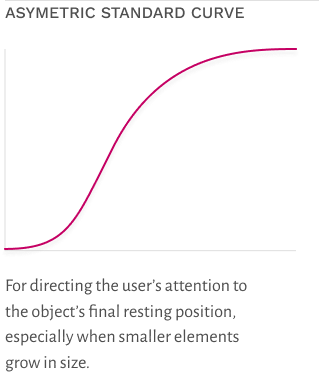 ASYMETRIC STANDARD CURVE
For directing the user's attention to
the object's final resting position,
especially when smaller elements
grow in size.